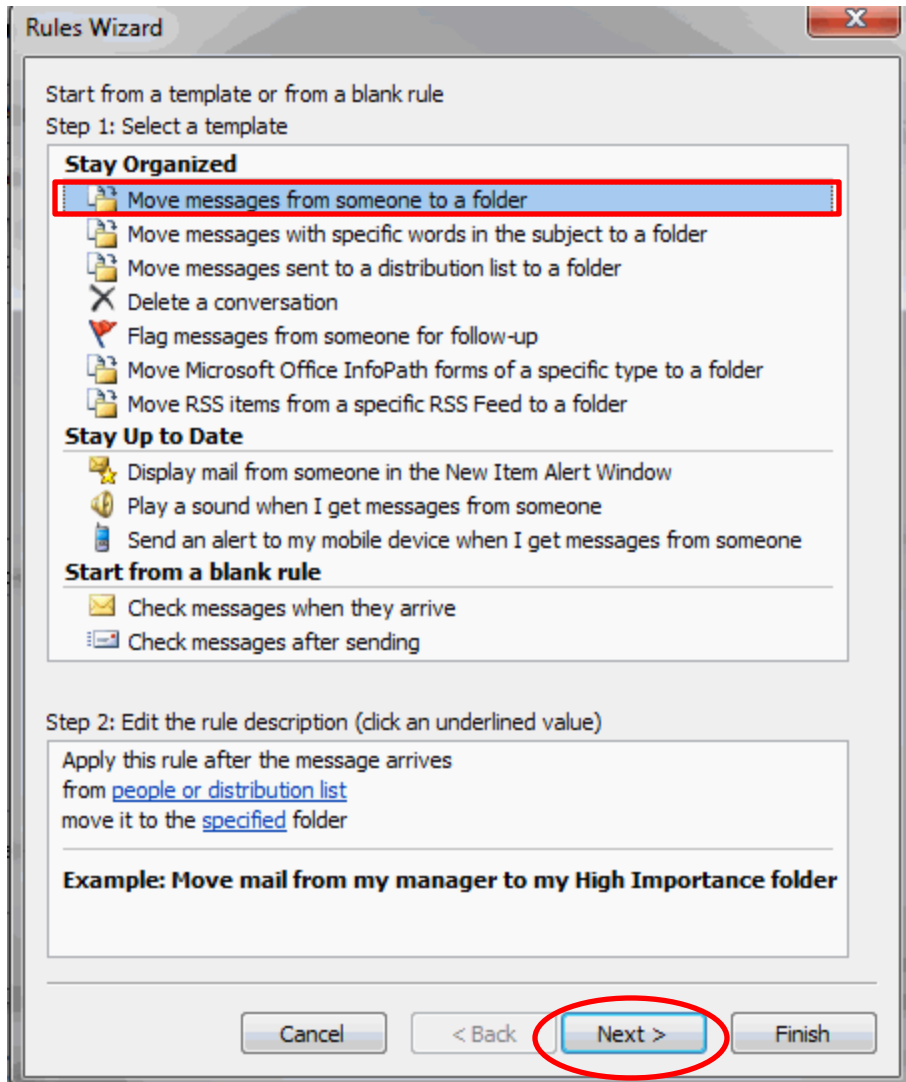 Rules Wizard
Start from a template or from a blank rule
Step 1: Select a template
Stay Organized
Move messages from someone to a folder
Move messages with specific words in the subject to a folder
Move messages sent to a distribution list to a folder
Delete a conversation
Flag messages from someone for follow-up
Move Microsoft Office InfoPath forms of a specific type to a folder
Move RSS items from a specific RSS Feed to a folder
Stay Up to Date
Display mail from someone in the New Item Alert Window
Play a sound when I get messages from someone
Send an alert to my mobile device when I get messages from someone
Start from a blank rule
Check messages when they arrive
Check messages after sending
Step 2: Edit the rule description (click an underlined value)
Apply this rule after the message arrives
from people or distribution list
move it to the specified folder
Example: Move mail from my manager to my High Importance folder
Cancel < Back Next > Finish